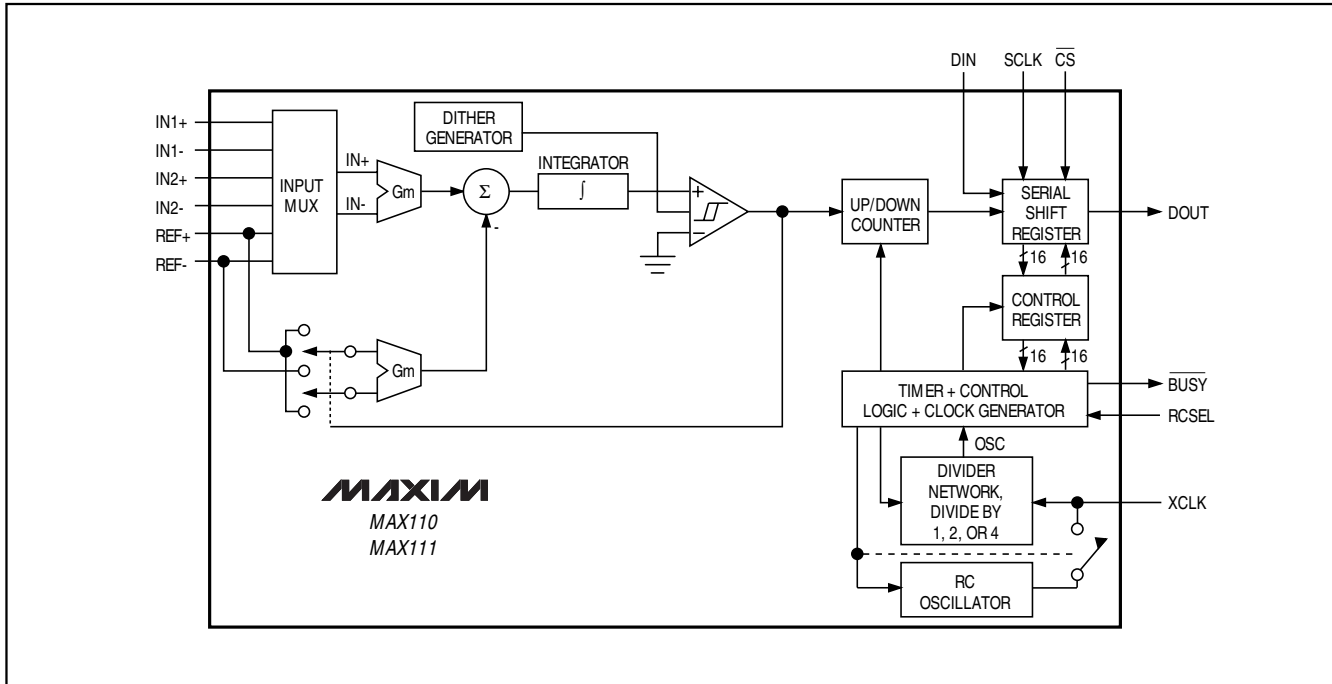 DIN
SCLK
CS
IN1+
IN1-
IN2+
IN2-
REF+
REF-
INPUT
MUX
IN+
IN-
Gm
DITHER
GENERATOR
Σ
-
INTEGRATOR
∫
+
−
UP/DOWN
COUNTER
SERIAL
SHIFT
REGISTER
DOUT
16
16
CONTROL
REGISTER
16
16
Gm
TIMER + CONTROL
LOGIC + CLOCK GENERATOR
BUSY
RCSEL
OSC
DIVIDER
NETWORK,
DIVIDE BY
1, 2, OR 4
XCLK
RC
OSCILLATOR
MAXIM
MAX110
MAX111